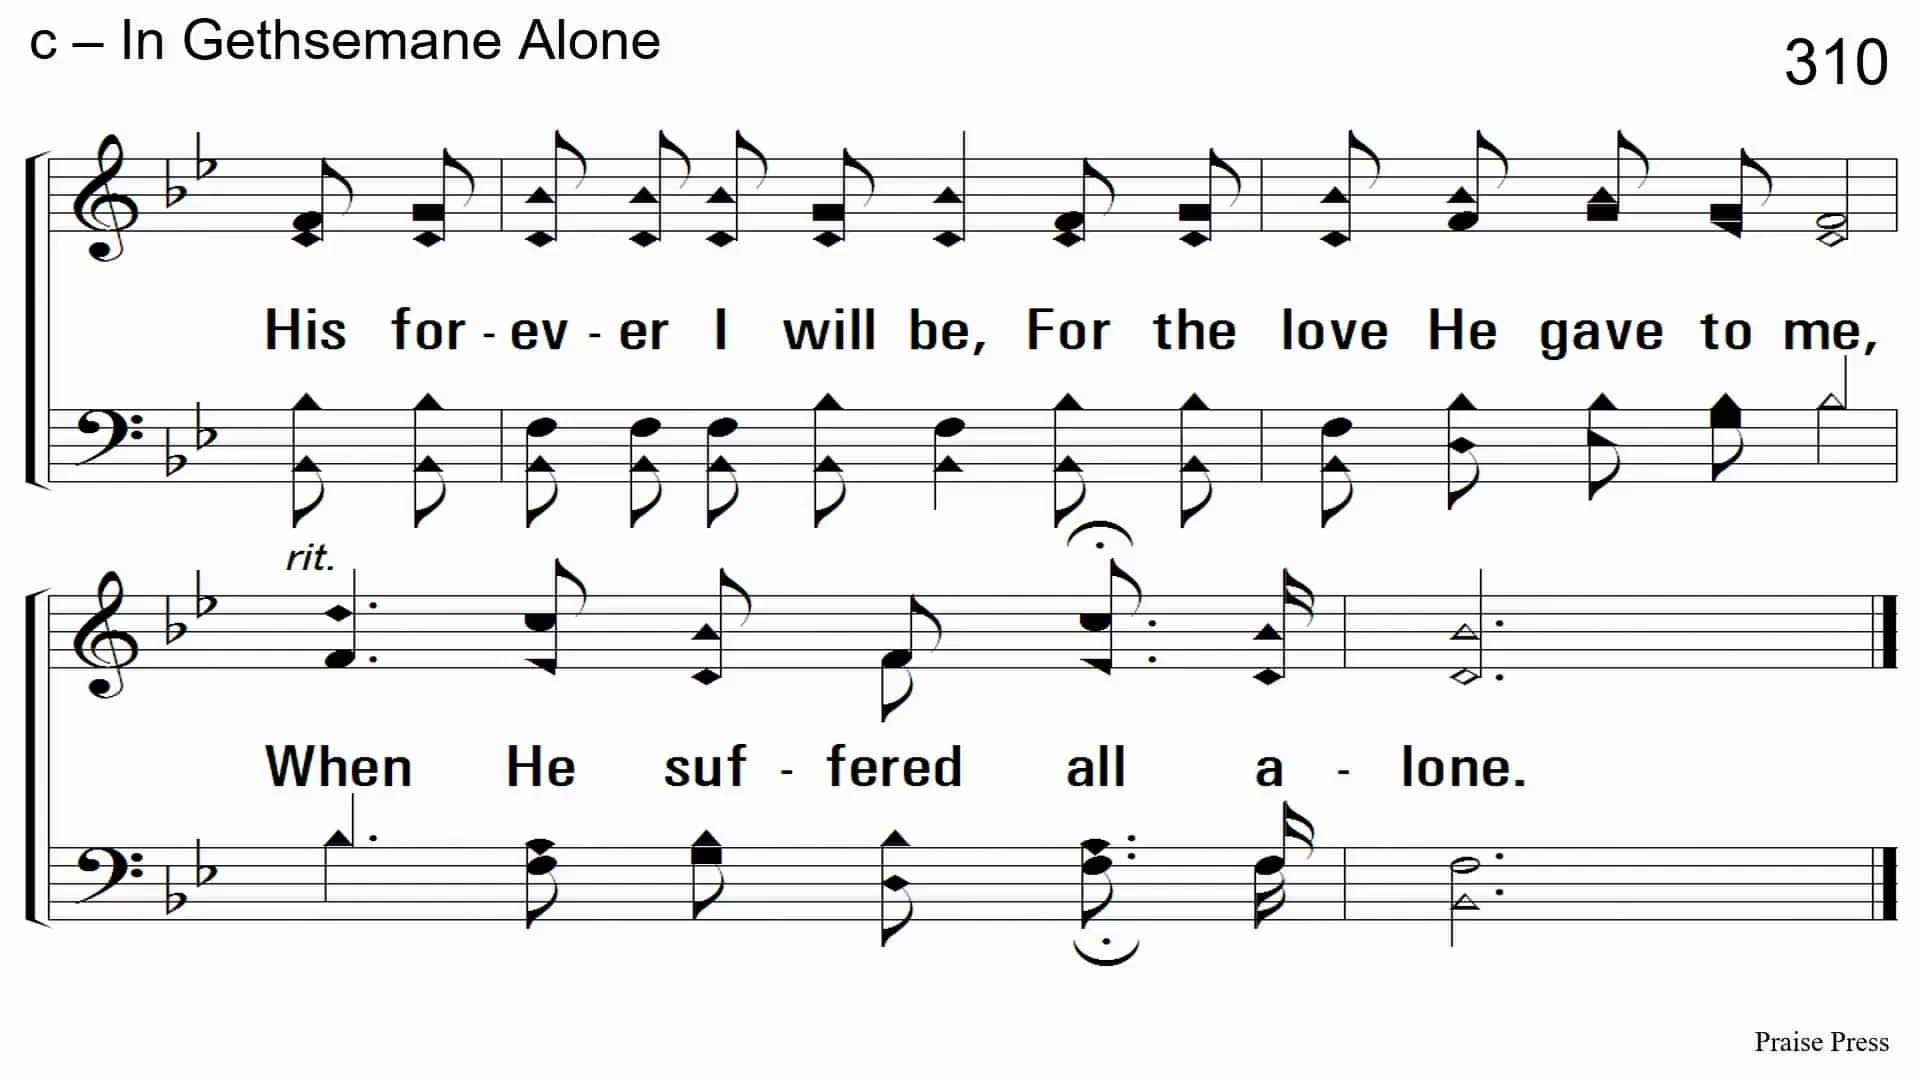 c – In Gethsemane Alone
310
His for - ev - er I will be, For the love He gave to me,
rit.
When He suf - fered all a - lone.
Praise Press